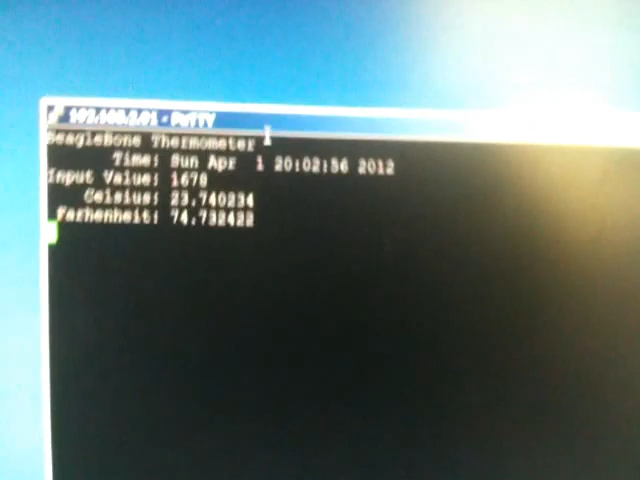 PuTTY
BeagleBone Thermometer
Time: Sun Apr  1 20:02:56 2012
Input Value: 1678
Celsius: 23.740234
Farhenheit: 74.732422